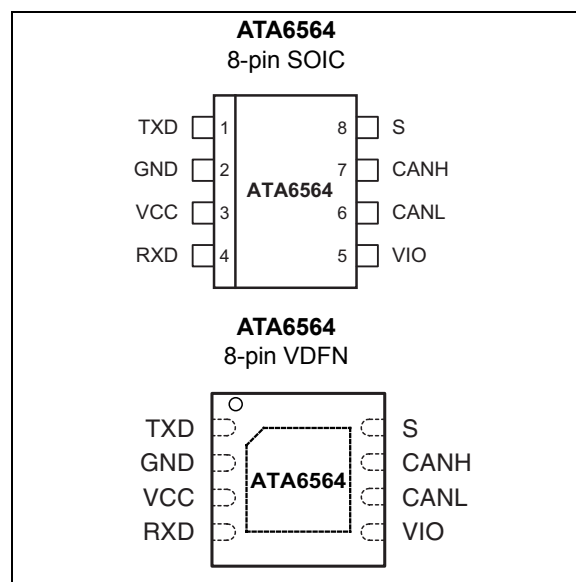 ATA6564
8-pin SOIC
TXD 1 8 S
GND 2 7 CANH
ATA6564
VCC 3 6 CANL
RXD 4 5 VIO
ATA6564
8-pin VDFN
TXD S
GND CANH
ATA6564
VCC CANL
RXD VIO